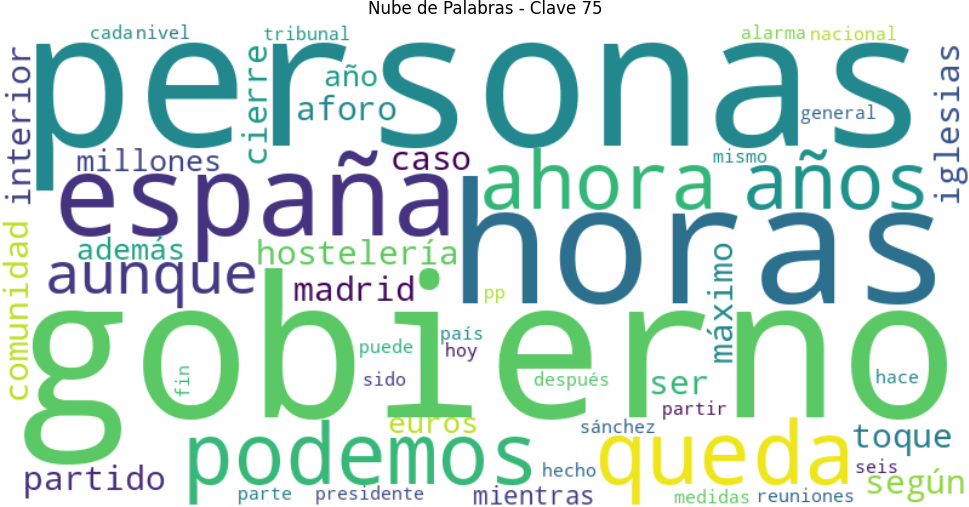 Nube de Palabras - Clave 75
cada nivel tribunal alarma nacional
personas
interior cierre año aforo general iglesias
millones caso mismo
españa ahora años
además hostelería horas
aunque madrid pp máximo
comunidad
gobierno
país puede hoy
fin sido después ser hace
partir
euros sánchez
podemos queda toque
partido hecho seis según
parte presidente mientras medidas reuniones